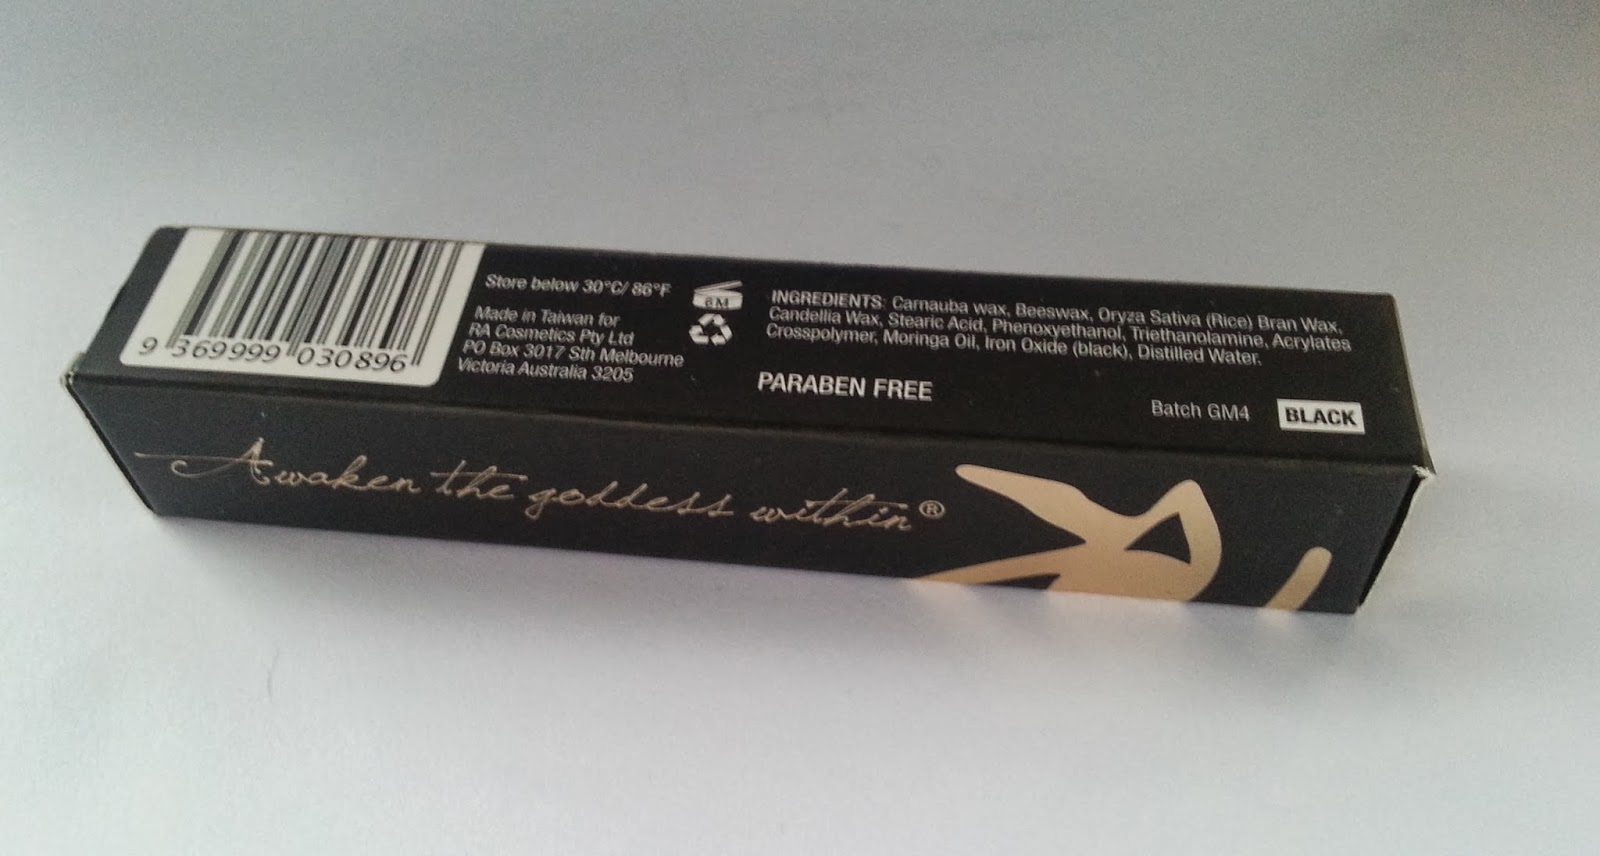 9 369999 030896
Store below 30°C/ 86°F
Made in Taiwan for
RA Cosmetics Pty Ltd
PO Box 3017 Sth Melbourne
Victoria Australia 3205
6M
INGREDIENTS: Carnauba wax, Beeswax, Oryza Sativa (Rice) Bran Wax,
Candellia Wax, Stearic Acid, Phenoxyethanol, Triethanolamine, Acrylates
Crosspolymer, Moringa Oil, Iron Oxide (black), Distilled Water.
PARABEN FREE
Batch GM4
BLACK
Awaken the goddess within®